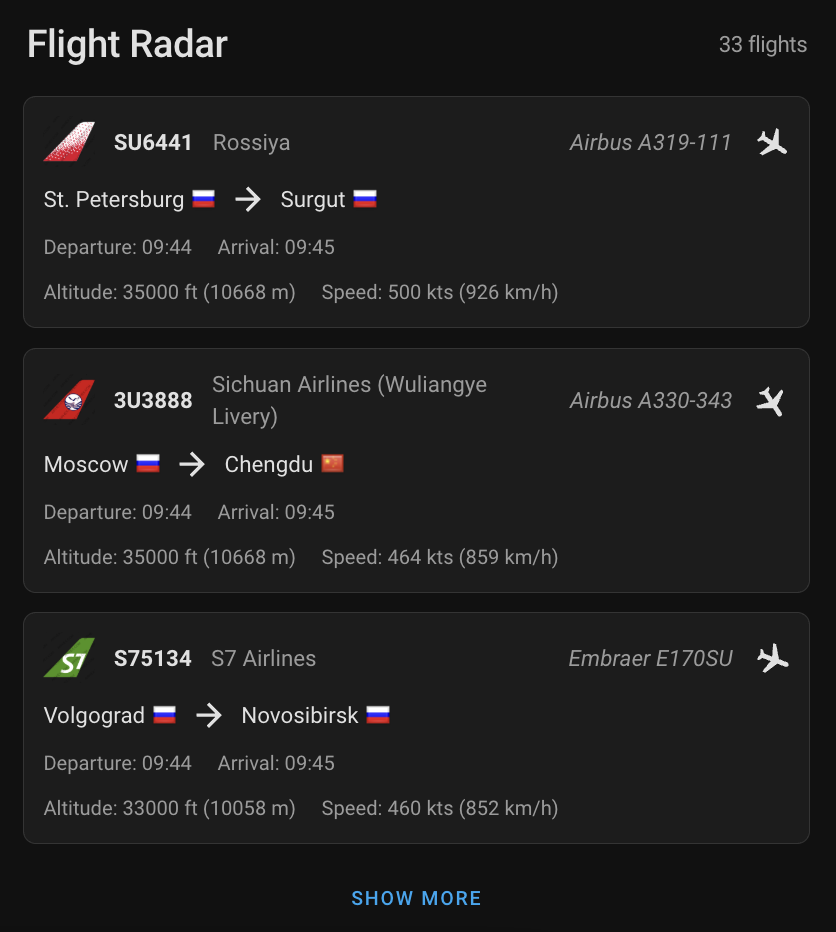 Flight Radar
33 flights
SU6441 Rossiya Airbus A319-111
St. Petersburg → Surgut
Departure: 09:44 Arrival: 09:45
Altitude: 35000 ft (10668 m) Speed: 500 kts (926 km/h)
3U3888 Sichuan Airlines (Wuliangye
Livery) Airbus A330-343
Moscow → Chengdu
Departure: 09:44 Arrival: 09:45
Altitude: 35000 ft (10668 m) Speed: 464 kts (859 km/h)
S7 S75134 S7 Airlines Embraer E170SU
Volgograd → Novosibirsk
Departure: 09:44 Arrival: 09:45
Altitude: 33000 ft (10058 m) Speed: 460 kts (852 km/h)
SHOW MORE